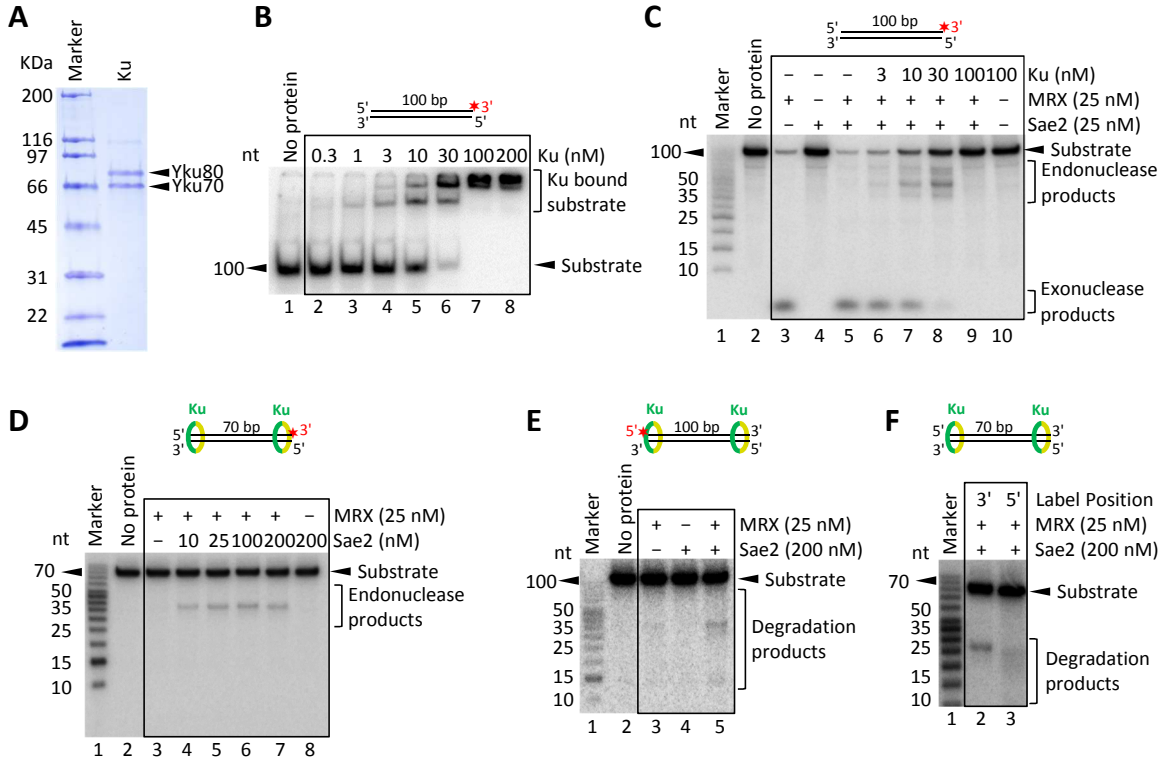 A
KDa
Marker
Ku
200
116
97
66
45
31
22
Yku80
Yku70
B
No protein
5'
3'
100 bp
3'
5'
nt
0.3 1 3 10 30 100 200 Ku (nM)
Ku bound
substrate
100
Substrate
1 2 3 4 5 6 7 8
C
5'
3'
100 bp
3'
5'
Marker
No protein
– – – 3 10 30 100 100 Ku (nM)
+ – + + + + + – MRX (25 nM)
– + + + + + + – Sae2 (25 nM)
nt
100
50
35
25
15
10
Substrate
Endonuclease
products
Exonuclease
products
1 2 3 4 5 6 7 8 9 10
D
Ku Ku
5'
3'
70 bp
3'
5'
Marker
No protein
+ + + + + – MRX (25 nM)
– 10 25 100 200 200 Sae2 (nM)
nt
70
50
35
25
15
10
Substrate
Endonuclease
products
1 2 3 4 5 6 7 8
E
Ku Ku
5'
3'
100 bp
3'
5'
Marker
No protein
+ – + MRX (25 nM)
– + + Sae2 (200 nM)
nt
100
50
35
25
15
10
Substrate
Degradation
products
1 2 3 4 5
F
Ku Ku
5'
3'
70 bp
3'
5'
Marker
3' 5' Label Position
+ + MRX (25 nM)
+ + Sae2 (200 nM)
nt
70
50
35
25
15
10
Substrate
Degradation
products
1 2 3